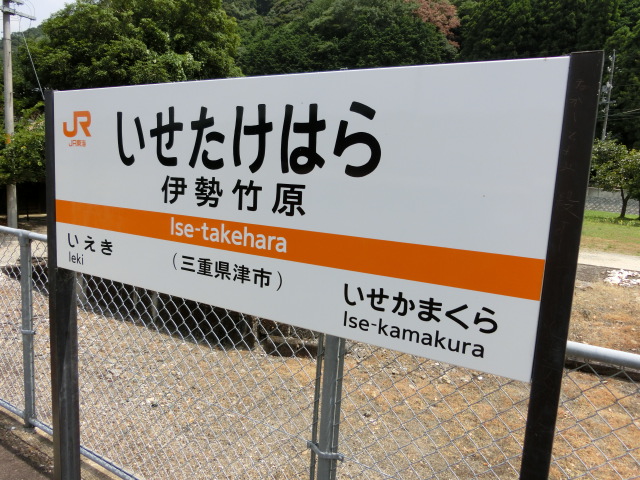 JR
JR東海
いせたけはら
伊勢竹原
Ise-takehara
いえき
Ieki
（三重県津市）
いせかまくら
Ise-kamakura